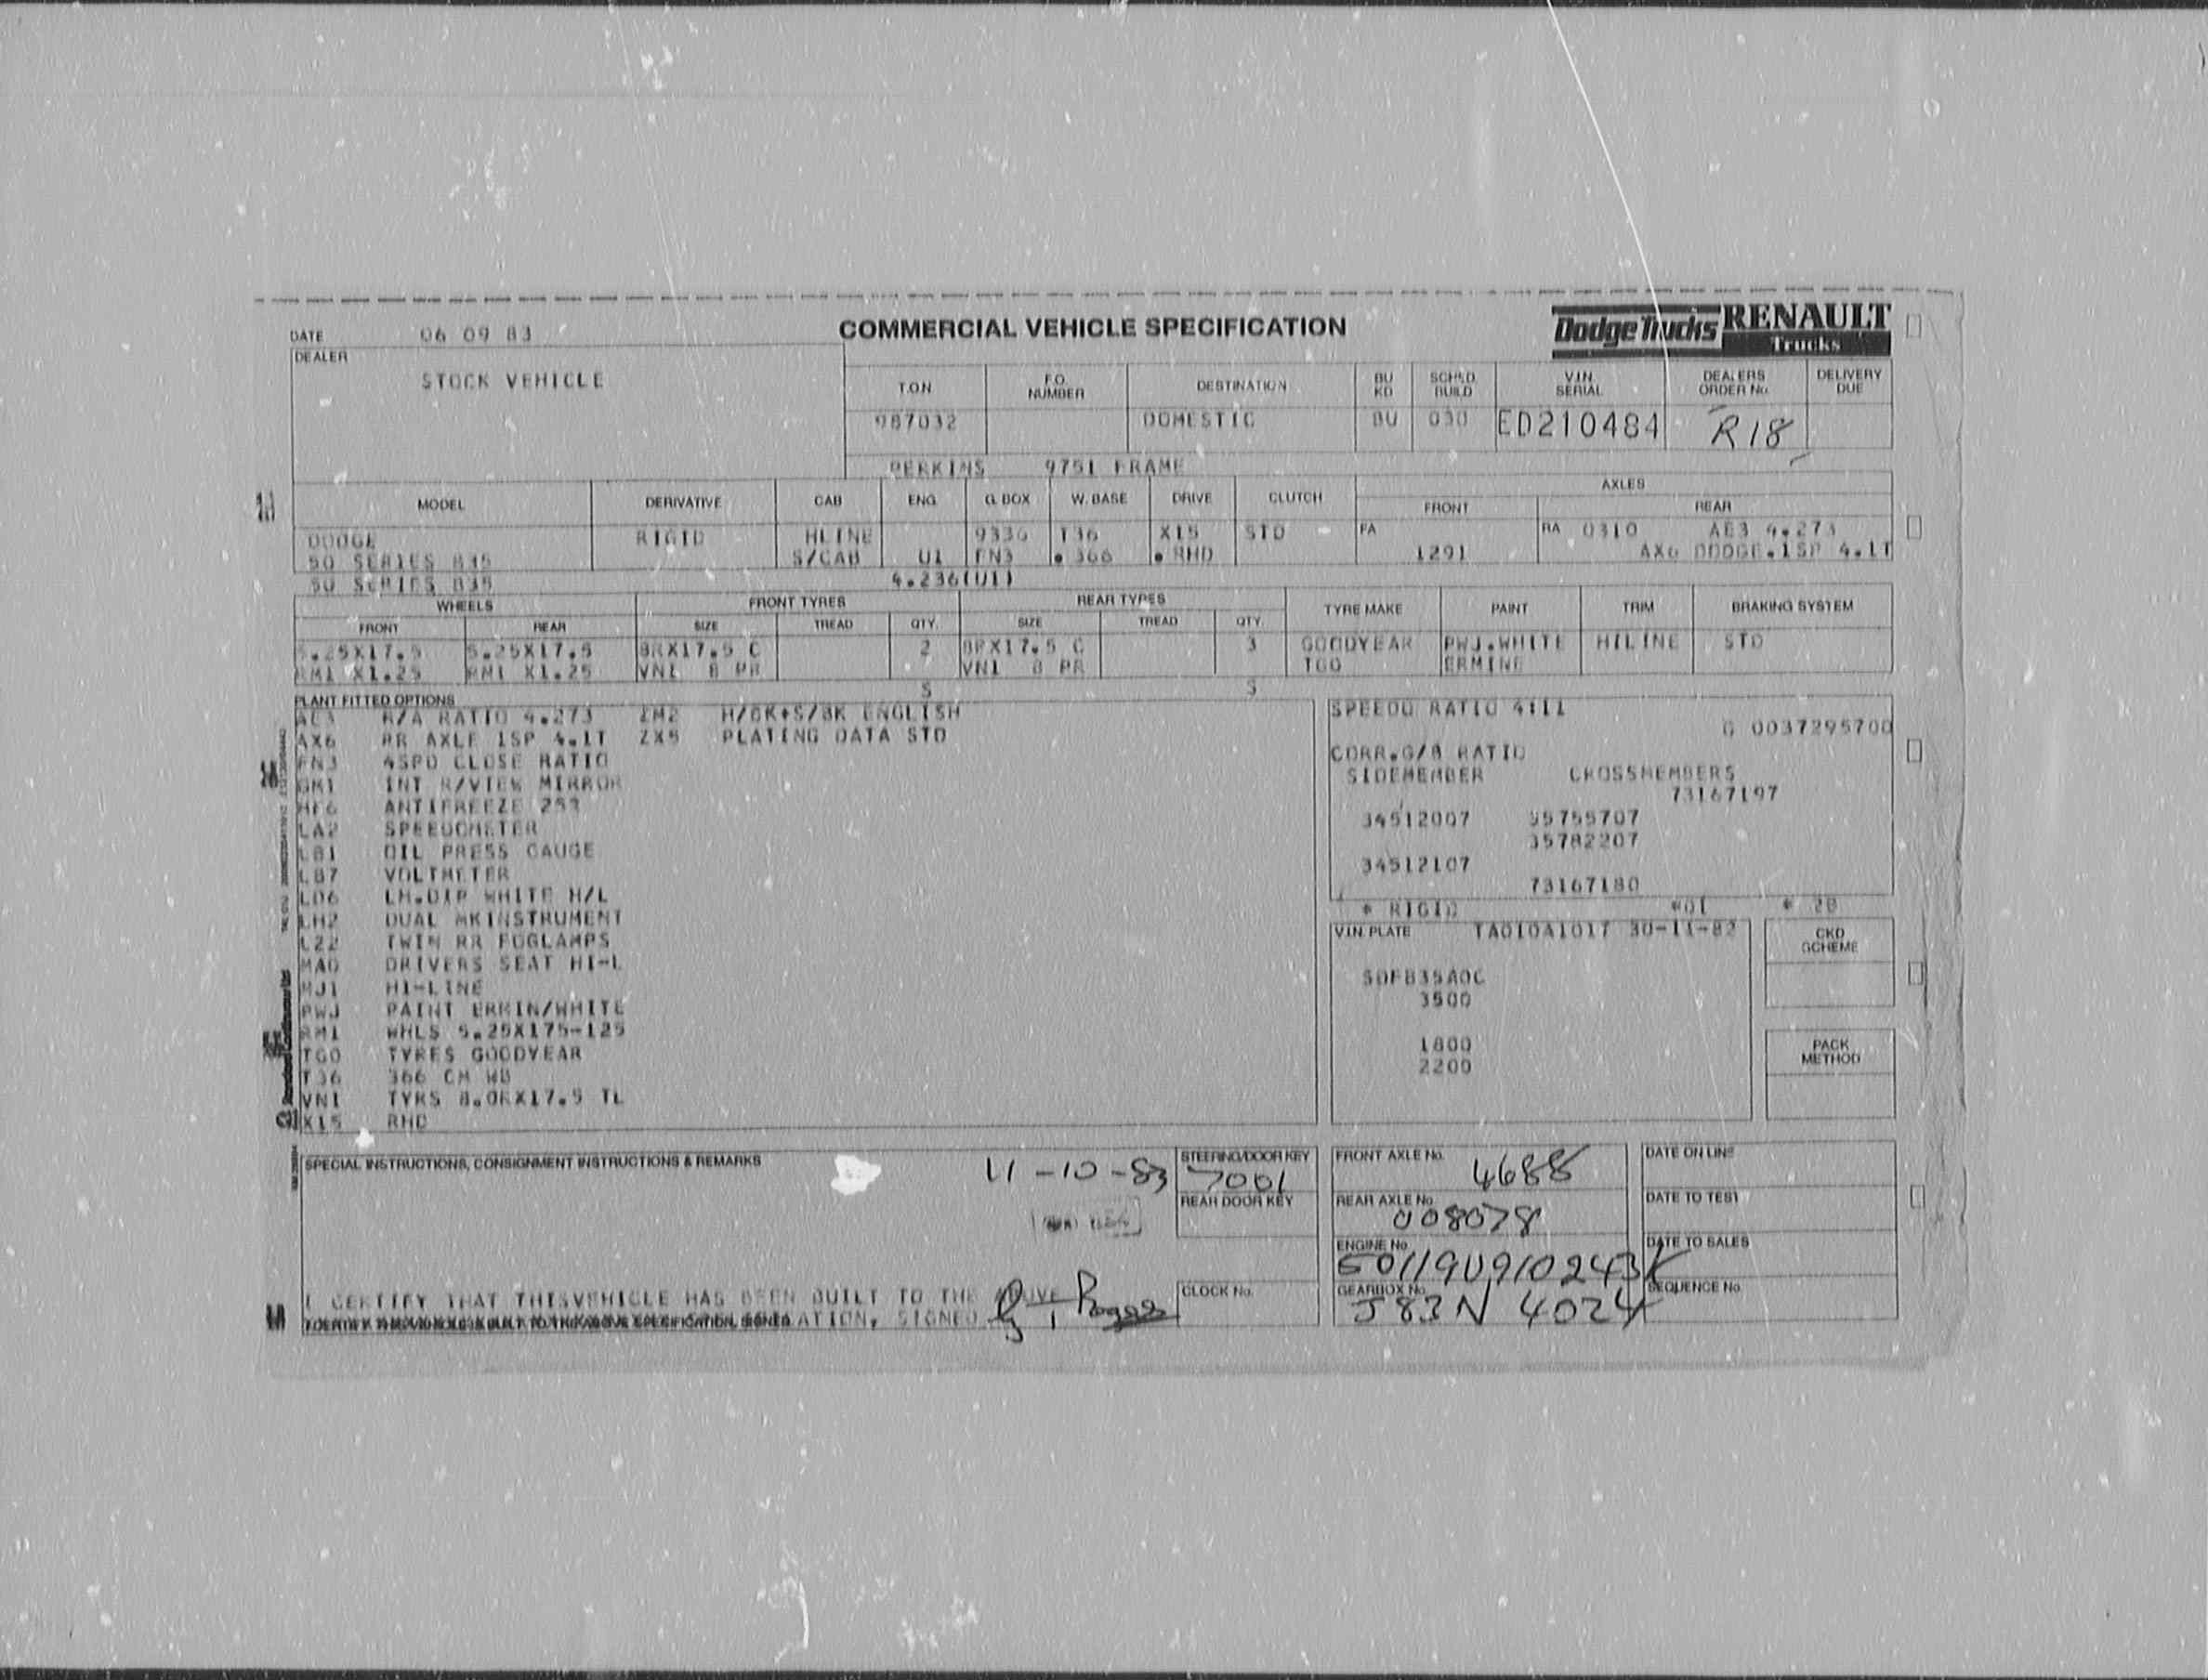 DATE 06 09 83
COMMERCIAL VEHICLE SPECIFICATION
Dodge Trucks RENAULT Trucks
DEALER
STOCK VEHICLE
T.O.N F.O. NUMBER DESTINATION BU KD SCH'LD. BUILD V.I.N. SERIAL DEALERS ORDER No. DELIVERY DUE
987032 DOMESTIC BU 030 ED210484 R18
PERKINS 9751 FRAME
MODEL DERIVATIVE CAB ENG. G. BOX W. BASE DRIVE CLUTCH AXLES
FRONT REAR
DODGE RIGID HLINE 9336 T36 X15 STD - FA RA 0310 AE3 4.273
50 SERIES B35 S/CAB U1 FN3 . 366 . RHD 1291 AX6 DODGE.1SP 4.1T
50 SERIES B35 4.236(U1)
WHEELS FRONT TYRES REAR TYPES TYRE MAKE PAINT TRIM BRAKING SYSTEM
FRONT REAR SIZE TREAD QTY. SIZE TREAD QTY.
5.25X17.5 5.25X17.5 8RX17.5 C 2 8RX17.5 C 3 GOODYEAR PWJ.WHITE HILINE STD
RM1 X1.25 RM1 X1.25 VN1 8 PR VN1 8 PR TGO ERMINE
S S
PLANT FITTED OPTIONS
AE3 R/A RATIO 4.273 ZM2 H/BK+S/BK ENGLISH
AX6 RR AXLE 1SP 4.1T ZX5 PLATING DATA STD
FN3 4SPD CLOSE RATIO
GK1 INT R/VIEW MIRROR
HF6 ANTIFREEZE 25%
LA2 SPEEDOMETER
LB1 OIL PRESS GAUGE
LB7 VOLTMETER
LD6 LH.DIP WHITE H/L
LH2 DUAL MKINSTRUMENT
L22 TWIN RR FOGLAMPS
MAD DRIVERS SEAT HI-L
MJ1 HI-LINE
PWJ PAINT ERMIN/WHITE
RM1 WHLS 5.25X175-125
TGO TYRES GOODYEAR
T36 366 CM WB
VN1 TYRS 8.0RX17.5 TL
X15 RHD
SPEEDO RATIO 4:11
G 0037295700
CORR.G/B RATIO
SIDEMEMBER CROSSMEMBERS
73167197
34512007 35755707
35782207
34512107
73167180
* RIGID *01 * 20
V.I.N. PLATE TA010A101T 30-11-82
SDFB35A0C
3500
1800
2200
CKD SCHEME
PACK METHOD
SPECIAL INSTRUCTIONS, CONSIGNMENT INSTRUCTIONS & REMARKS
11-10-83
STEERING/DOOR KEY 7001
REAR DOOR KEY
CLOCK No.
FRONT AXLE No. 4688
REAR AXLE No. 008078
ENGINE No. 50119U910243K
GEARBOX No. J83N 4024
DATE ON LINE
DATE TO TEST
DATE TO SALES
SEQUENCE No.
I CERTIFY THAT THISVEHICLE HAS BEEN BUILT TO THE
SIGNED